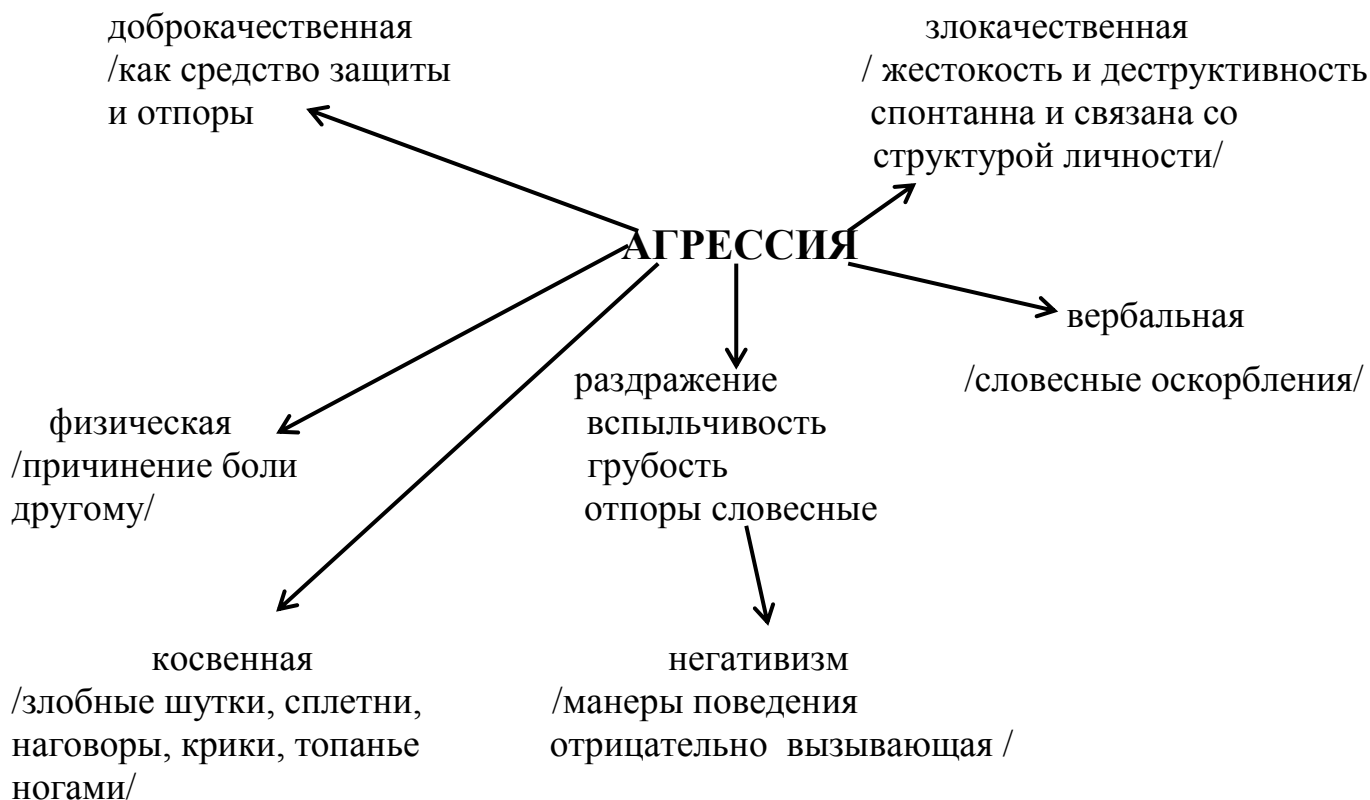 доброкачественная
/как средство защиты
и отпоры
злокачественная
/ жестокость и деструктивность
спонтанна и связана со
структурой личности/
АГРЕССИЯ
вербальная
/словесные оскорбления/
раздражение
вспыльчивость
грубость
отпоры словесные
физическая
/причинение боли
другому/
косвенная
/злобные шутки, сплетни,
наговоры, крики, топанье
ногами/
негативизм
/манеры поведения
отрицательно  вызывающая /